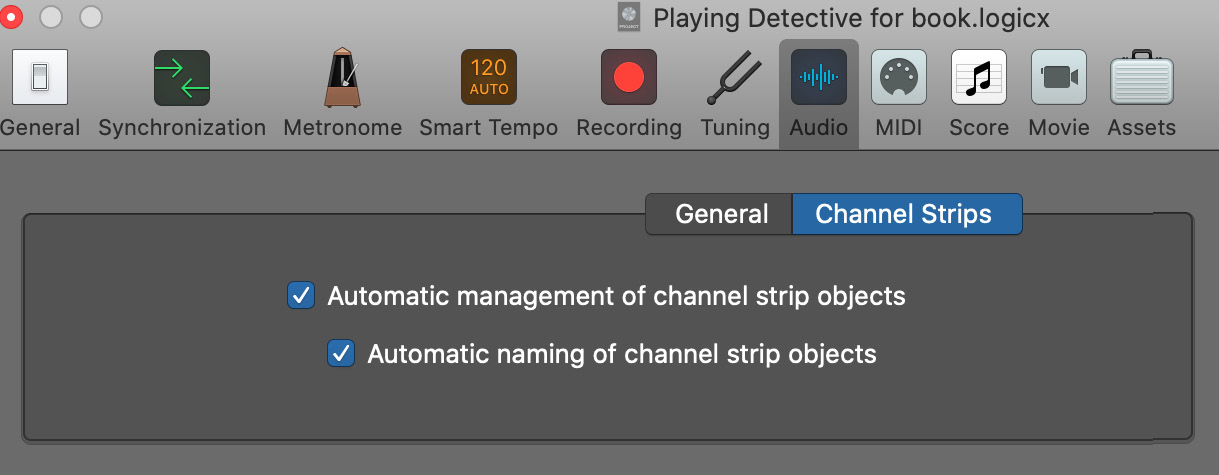 Playing Detective for book.logicx
120
AUTO
General Synchronization Metronome Smart Tempo Recording Tuning Audio MIDI Score Movie Assets
General Channel Strips
Automatic management of channel strip objects
Automatic naming of channel strip objects